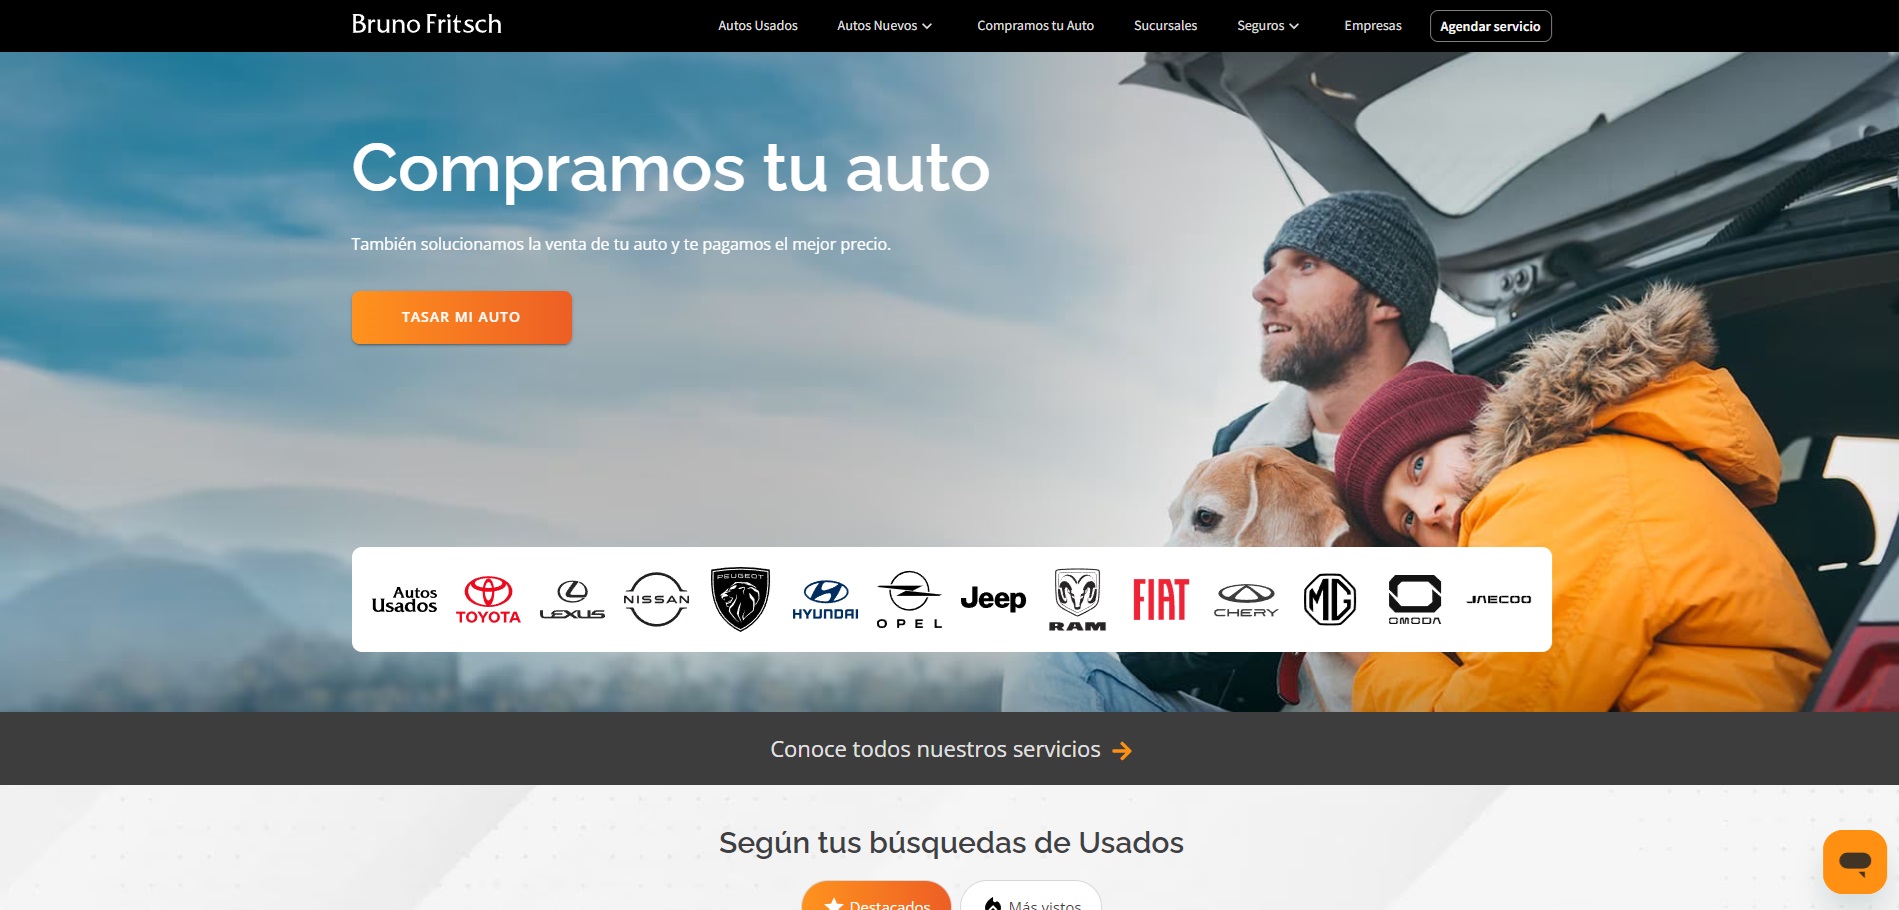 Bruno Fritsch
Autos Usados
Autos Nuevos
Compramos tu Auto
Sucursales
Seguros
Empresas
Agendar servicio
Compramos tu auto
También solucionamos la venta de tu auto y te pagamos el mejor precio.
TASAR MI AUTO
Autos
Usados
TOYOTA
LEXUS
NISSAN
PEUGEOT
HYUNDAI
OPEL
Jeep
RAM
FIAT
CHERY
MG
OMODA
JAECOO
Conoce todos nuestros servicios
Según tus búsquedas de Usados
Destacados
Más vistos